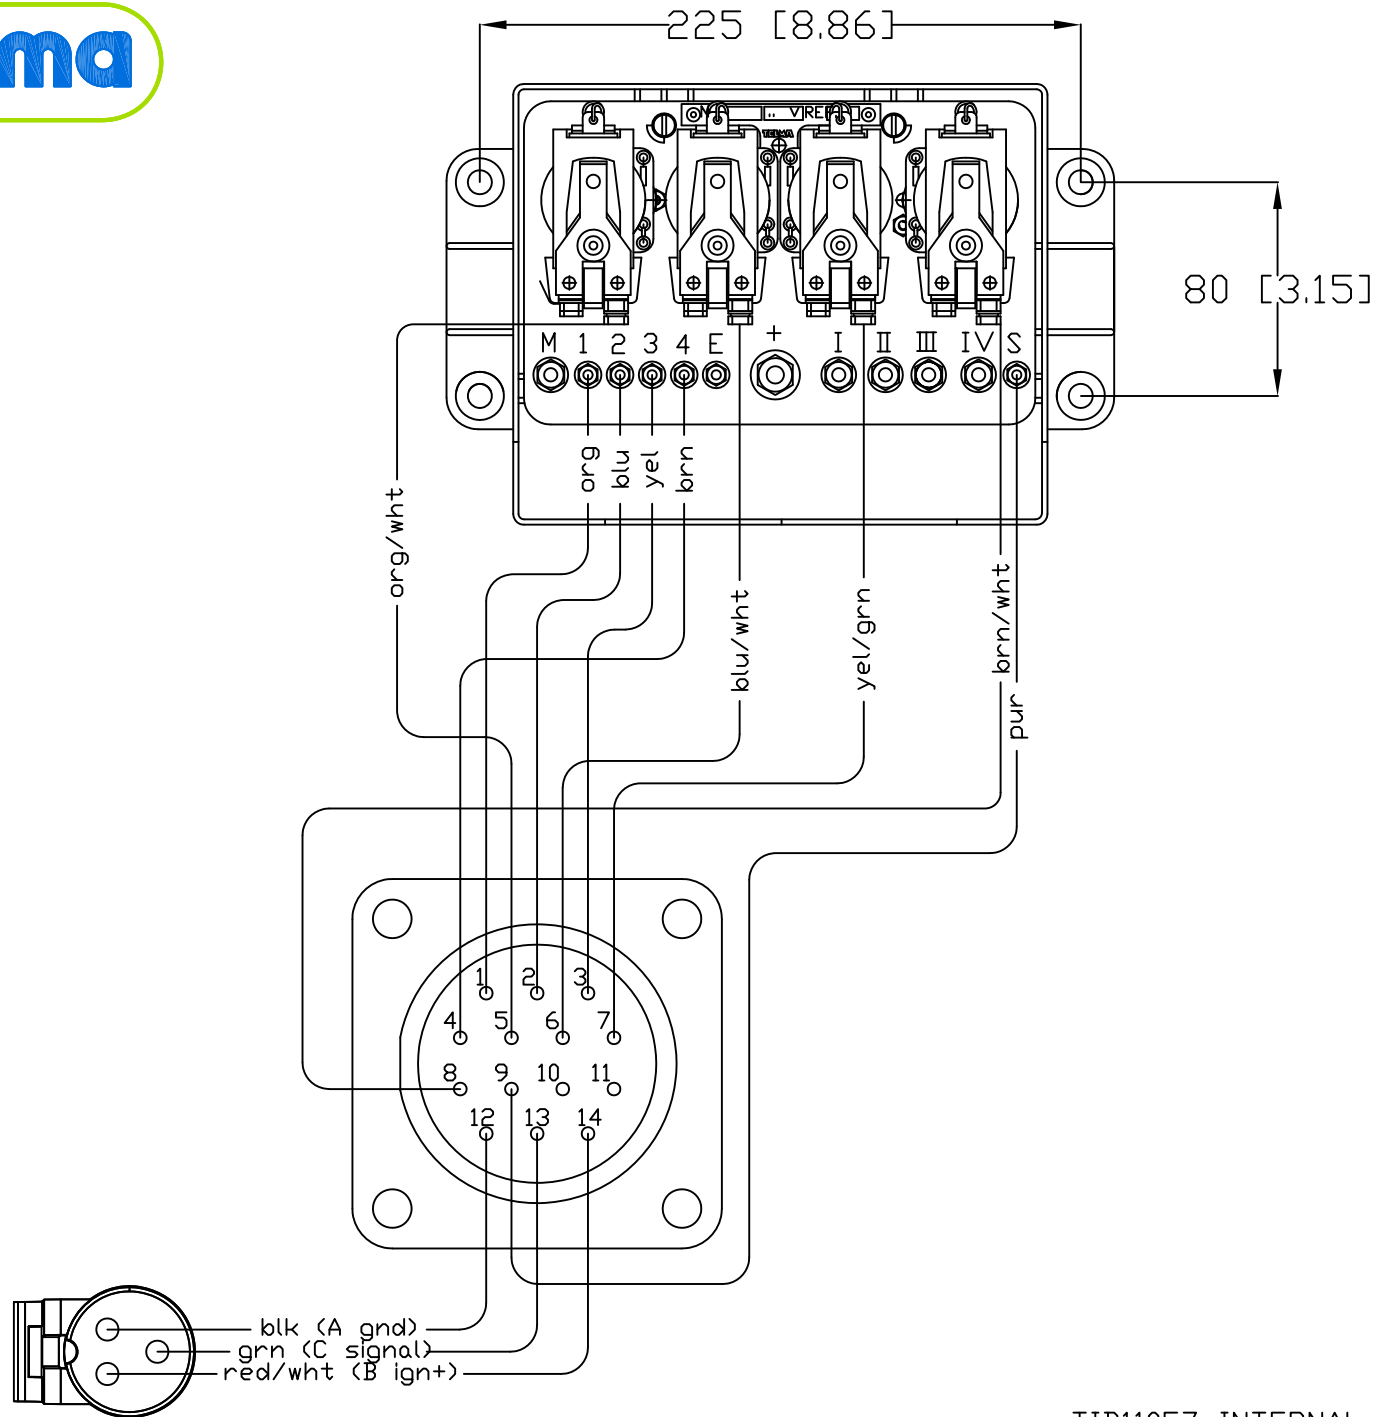 ma
225 [8.86]
VREF
TELMA
80 [3.15]
M 1 2 3 4 E + I II III IV S
org blu yel brn
org/wht
blu/wht
yel/grn
brn/wht
pur
1 2 3
4 5 6 7
8 9 10 11
12 13 14
blk (A gnd)
grn (C signal)
red/wht (B ign+)